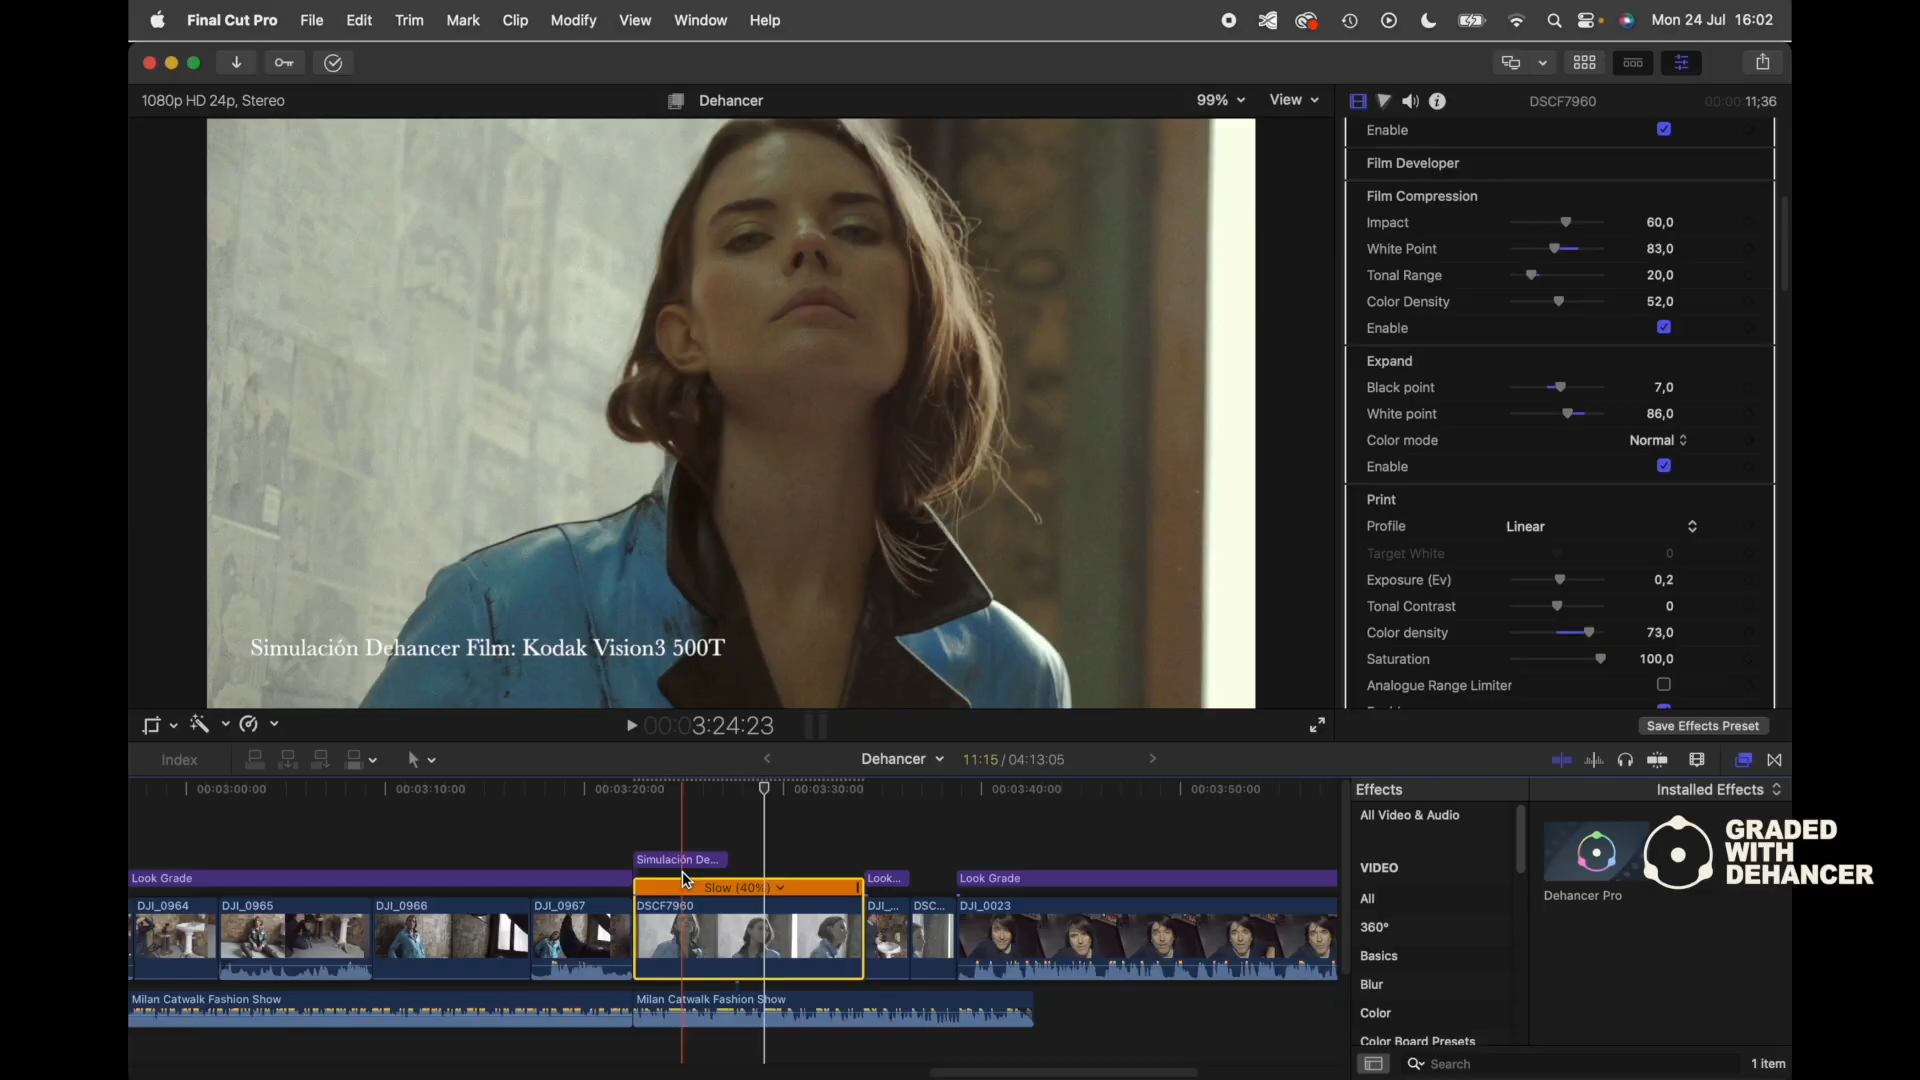 Final Cut Pro File Edit Trim Mark Clip Modify View Window Help Mon 24 Jul 16:02
1080p HD 24p, Stereo Dehancer 99% View DSCF7960 00:00 11;36
Enable
Film Developer
Film Compression
Impact 60,0
White Point 83,0
Tonal Range 20,0
Color Density 52,0
Enable
Expand
Black point 7,0
White point 86,0
Color mode Normal
Enable
Print
Profile Linear
Target White 0
Exposure (Ev) 0,2
Tonal Contrast 0
Color density 73,0
Saturation 100,0
Analogue Range Limiter
Simulación Dehancer Film: Kodak Vision3 500T
00:03:24:23 Save Effects Preset
Index Dehancer 11:15 / 04:13:05
00:03:00:00 00:03:10:00 00:03:20:00 00:03:30:00 00:03:40:00 00:03:50:00
Simulación De...
Look Grade Slow (40%) Look... Look Grade
DJI_0964 DJI_0965 DJI_0966 DJI_0967 DSCF7960 DJI_... DSC... DJI_0023
Milan Catwalk Fashion Show Milan Catwalk Fashion Show
Effects Installed Effects
All Video & Audio
VIDEO
All
360°
Basics
Blur
Color
Color Board Presets
Dehancer Pro
GRADED
WITH
DEHANCER
Search 1 item